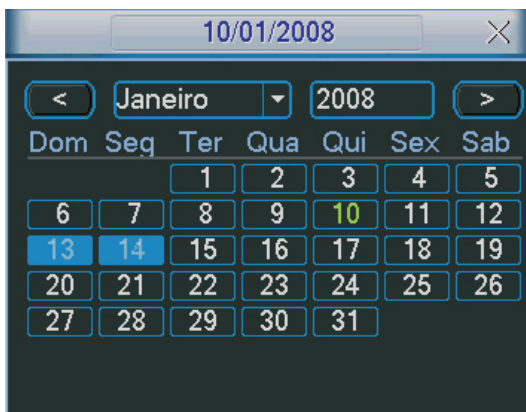 10/01/2008
< Janeiro 2008 >
Dom Seg Ter Qua Qui Sex Sab
1 2 3 4 5
6 7 8 9 10 11 12
13 14 15 16 17 18 19
20 21 22 23 24 25 26
27 28 29 30 31